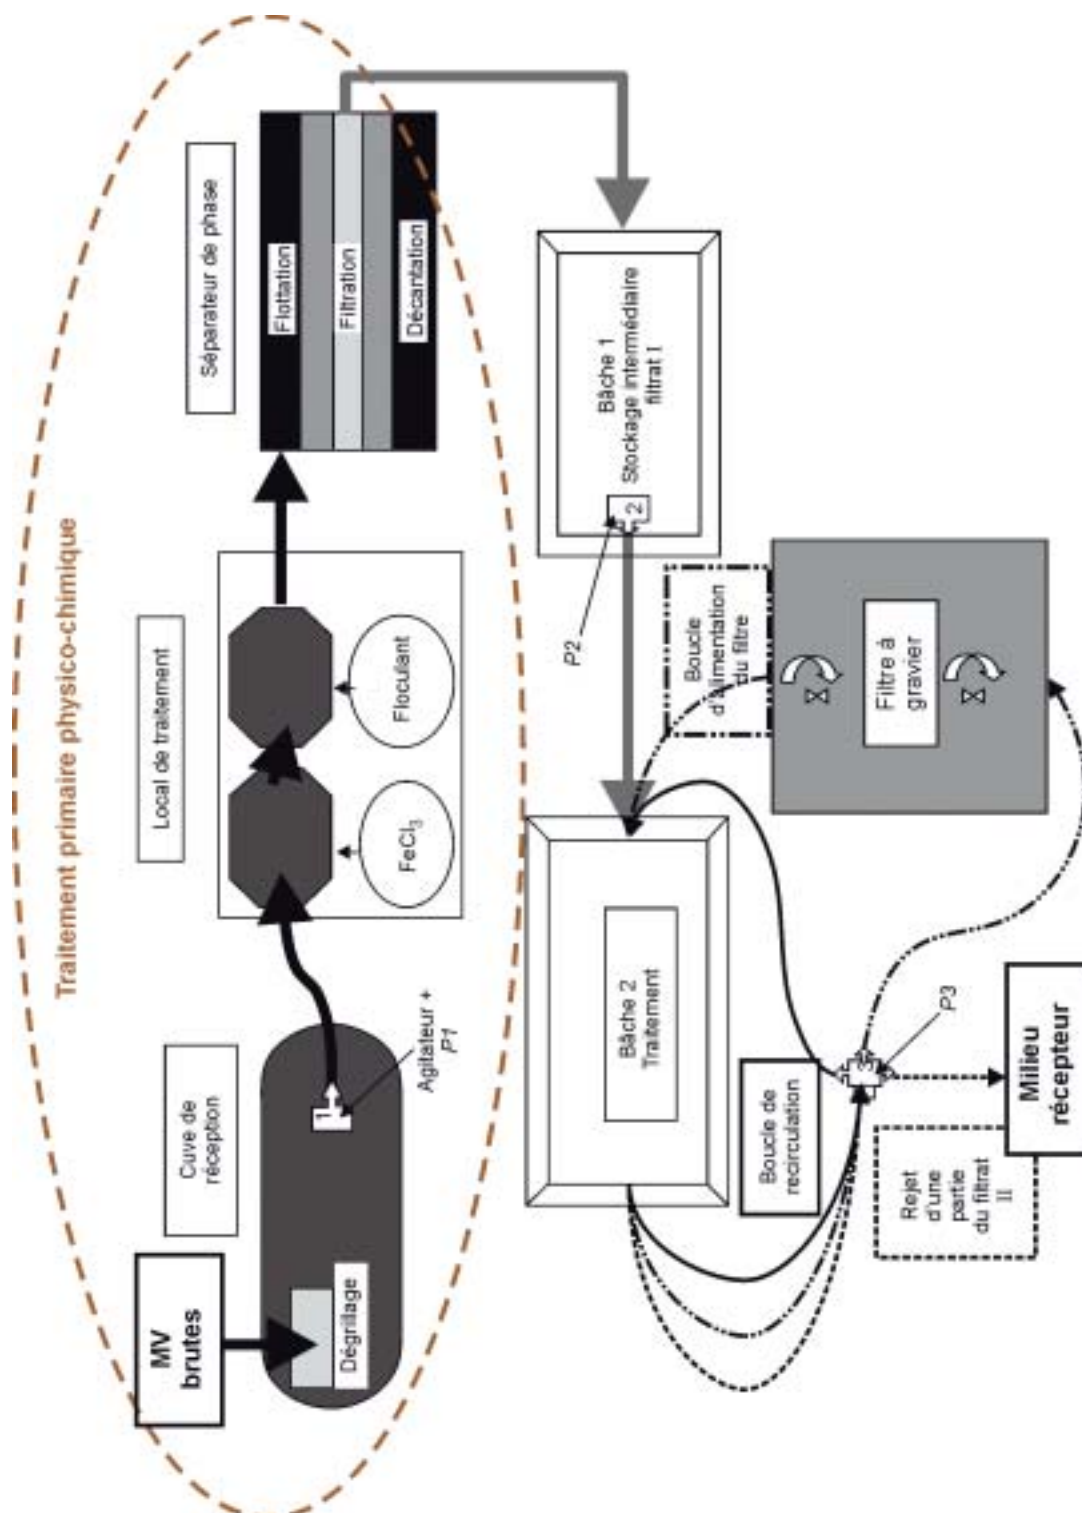 Traitement primaire physico-chimique
MV
brutes
Cuve de
réception
Local de traitement
Séparateur de phase
Dégrillage
1
Agitateur +
P1
FeCl₃
Floculant
Flottation
Filtration
Décantation
Bâche 1
Stockage intermédiaire
filtrat I
2
P2
Bâche 2
Traitement
Boucle
d'alimentation
du filtre
Filtre à
gravier
Boucle de
recirculation
3
P3
Rejet
d'une
partie
du filtrat
II
Milieu
récepteur